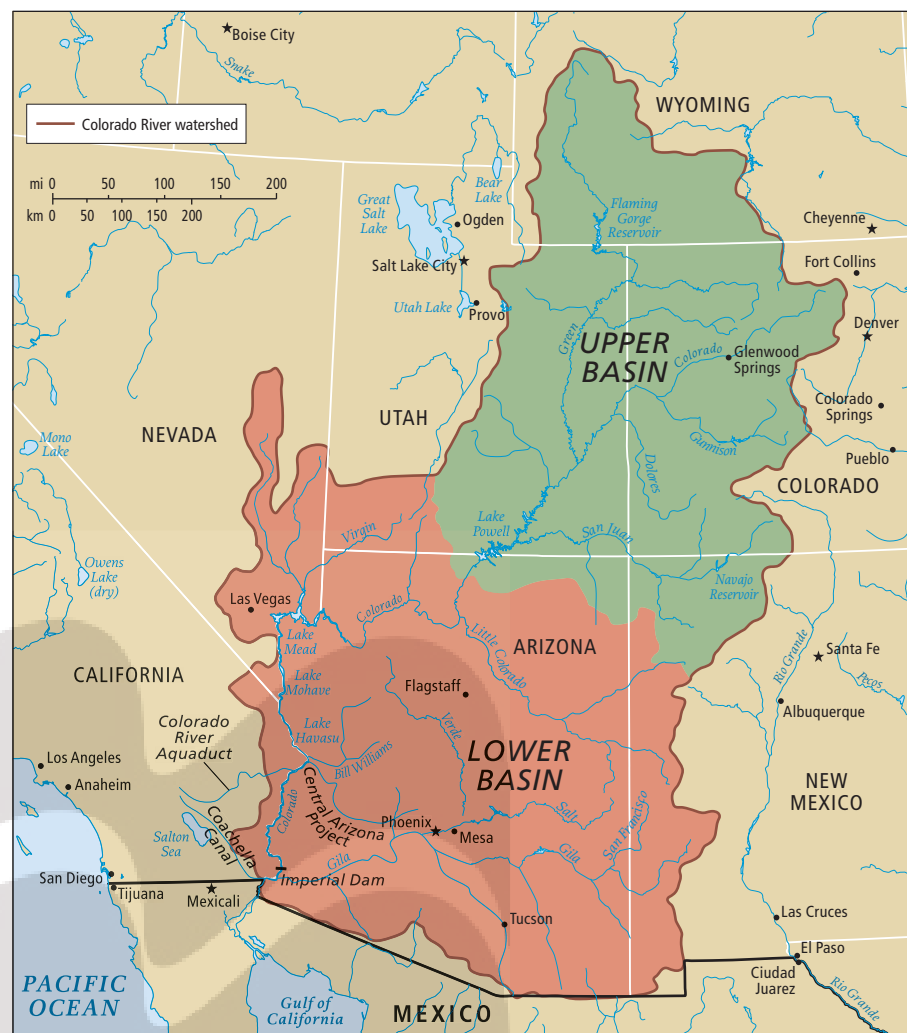 Boise City
Snake
WYOMING
Colorado River watershed
mi 0 50 100 150 200
km 0 50 100 150 200
Bear
Lake
Great
Salt
Lake
Ogden
Flaming
Gorge
Reservoir
Cheyenne
Salt Lake City
Fort Collins
Utah Lake
Provo
Green
UPPER
BASIN
Colorado
Glenwood
Springs
Denver
Colorado
Springs
NEVADA
UTAH
Mono
Lake
Gunnison
Pueblo
Dolores
COLORADO
Lake
Powell
San Juan
Virgin
Owens
Lake
(dry)
Navajo
Reservoir
Las Vegas
Colorado
Lake
Mead
Little Colorado
ARIZONA
Rio Grande
Santa Fe
Pecos
CALIFORNIA
Lake
Mohave
Flagstaff
Albuquerque
Colorado
River
Aquaduct
Lake
Havasu
Verde
Bill Williams
LOWER
BASIN
Los Angeles
Anaheim
NEW
MEXICO
Colorado
Central Arizona
Project
Phoenix
Mesa
Salt
San Francisco
Coachella
Canal
Salton
Sea
Gila
Gila
Imperial Dam
San Diego
Tijuana
Mexicali
Tucson
Las Cruces
El Paso
Ciudad
Juarez
Rio Grande
PACIFIC
OCEAN
Gulf of
California
MEXICO